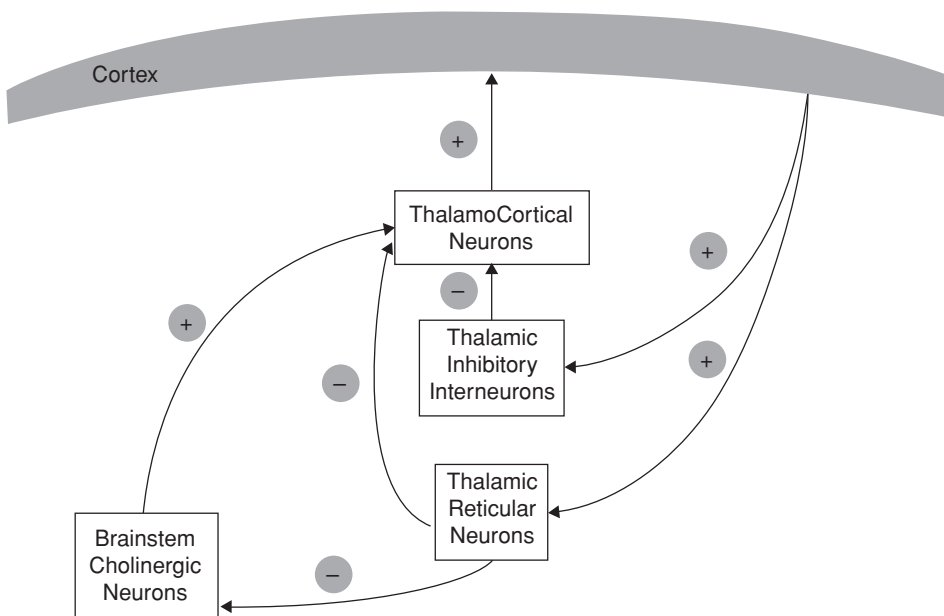 Cortex
+
ThalamoCortical
Neurons
+
−
+
Thalamic
Inhibitory
Interneurons
+
−
Thalamic
Reticular
Neurons
Brainstem
Cholinergic
Neurons
−